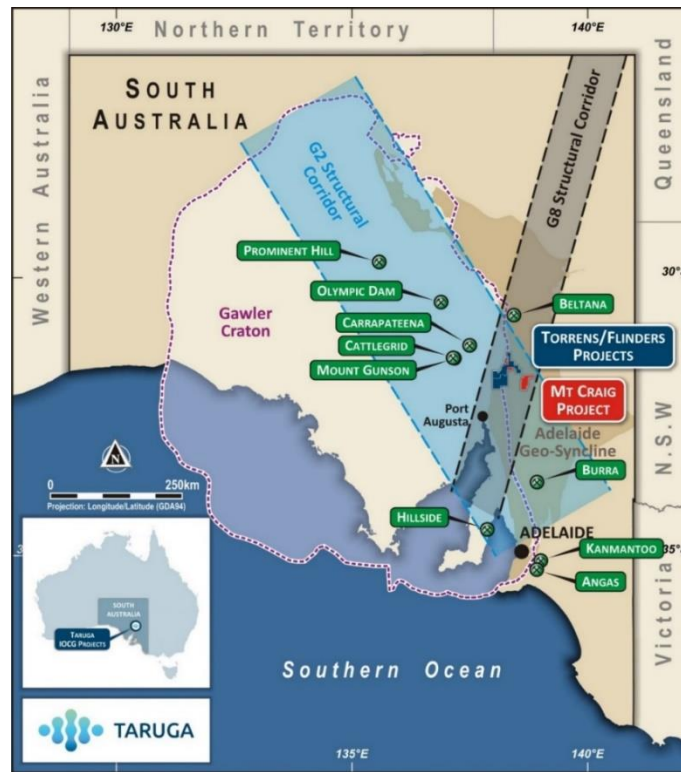 130°E
140°E
Northern Territory
Queensland
SOUTH
AUSTRALIA
Western Australia
G2 Structural
Corridor
G8 Structural Corridor
30°
PROMINENT HILL
OLYMPIC DAM
BELTANA
Gawler
Craton
CARRAPATEENA
CATTLEGRID
MOUNT GUNSON
TORRENS/FLINDERS
PROJECTS
MT CRAIG
PROJECT
Port
Augusta
Adelaide
Geo-Syncline
N.S.W
N
0
250km
Projection: Longitude/Latitude (GDA94)
BURRA
HILLSIDE
ADELAIDE
KANMANTOO
35°
ANGAS
Victoria
SOUTH
AUSTRALIA
TARUGA
IOCG PROJECTS
Southern Ocean
TARUGA
135°E
140°E